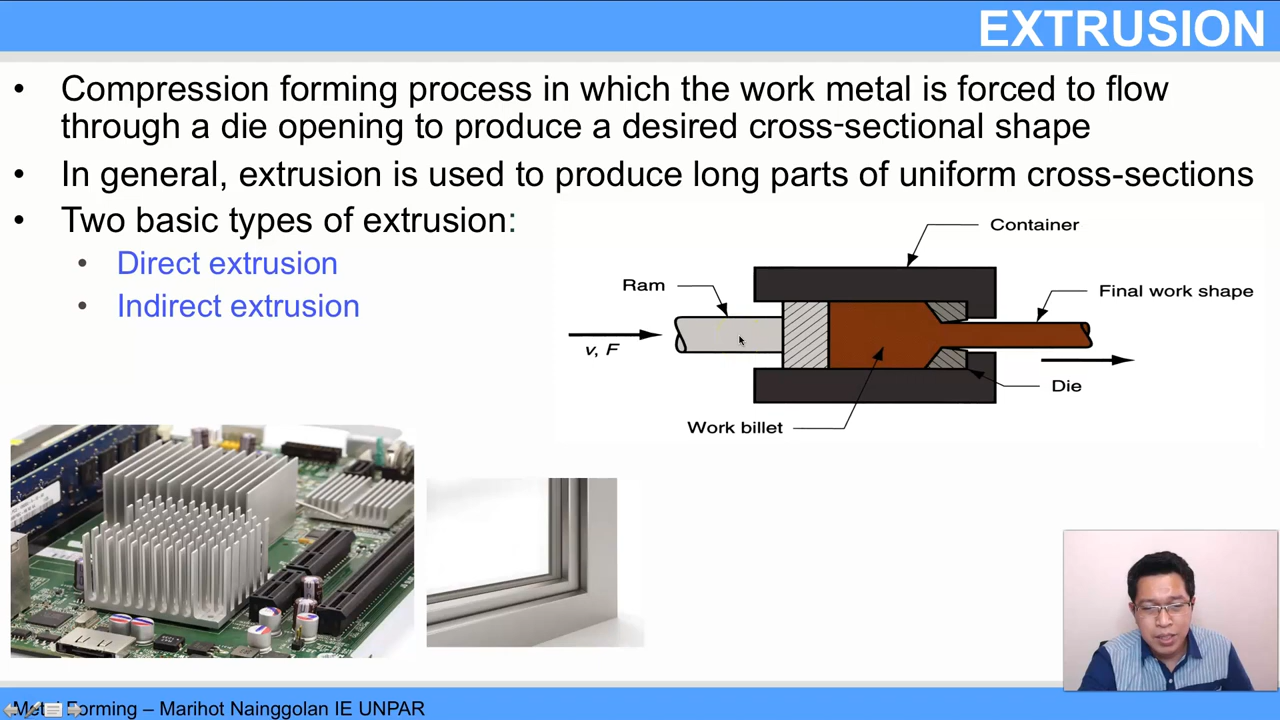 EXTRUSION
• Compression forming process in which the work metal is forced to flow
through a die opening to produce a desired cross-sectional shape
• In general, extrusion is used to produce long parts of uniform cross-sections
• Two basic types of extrusion:
• Direct extrusion
• Indirect extrusion
Container
Ram
Final work shape
v, F
Die
Work billet
Metal Forming – Marihot Nainggolan IE UNPAR